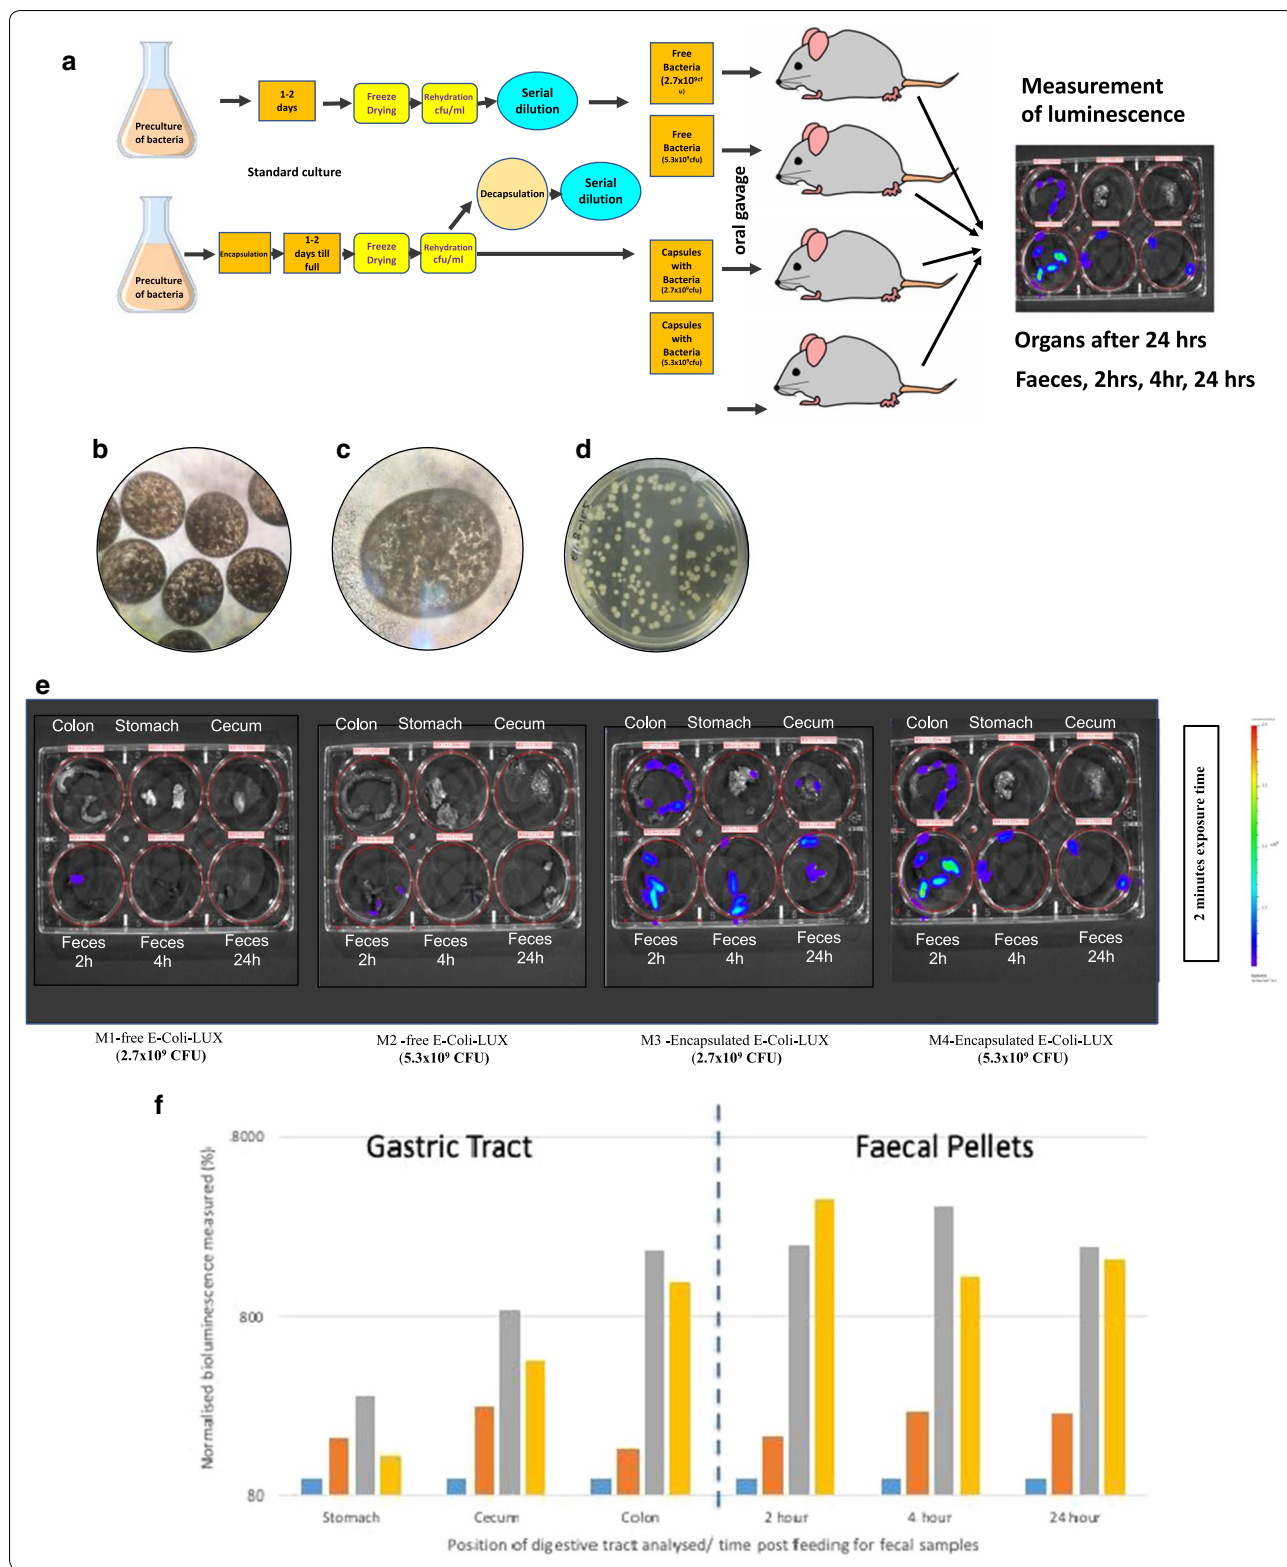 a
Preculture
of bacteria
1-2
days
Freeze
Drying
Rehydration
cfu/ml
Serial
dilution
Free
Bacteria
(2.7x10⁹cf
u)
Free
Bacteria
(5.3x10⁹cfu)
Standard culture
Decapsulation
Serial
dilution
Preculture
of bacteria
Encapsulation
1-2
days till
full
Freeze
Drying
Rehydration
cfu/ml
Capsules
with
Bacteria
(2.7x10⁹cfu)
Capsules
with
Bacteria
(5.3x10⁹cfu)
oral gavage
Measurement
of luminescence
Organs after 24 hrs
Faeces, 2hrs, 4hr, 24 hrs
b
c
d
e
Colon Stomach Cecum
Feces Feces Feces
2h 4h 24h
Colon Stomach Cecum
Feces Feces Feces
2h 4h 24h
Colon Stomach Cecum
Feces Feces Feces
2h 4h 24h
Colon Stomach Cecum
Feces Feces Feces
2h 4h 24h
2 minutes exposure time
M1-free E-Coli-LUX
(2.7x10⁹ CFU)
M2 -free E-Coli-LUX
(5.3x10⁹ CFU)
M3 -Encapsulated E-Coli-LUX
(2.7x10⁹ CFU)
M4-Encapsulated E-Coli-LUX
(5.3x10⁹ CFU)
f
Gastric Tract
Faecal Pellets
Normalised bioluminescence measured (%)
8000
800
80
Stomach Cecum Colon 2 hour 4 hour 24 hour
Position of digestive tract analysed/ time post feeding for fecal samples